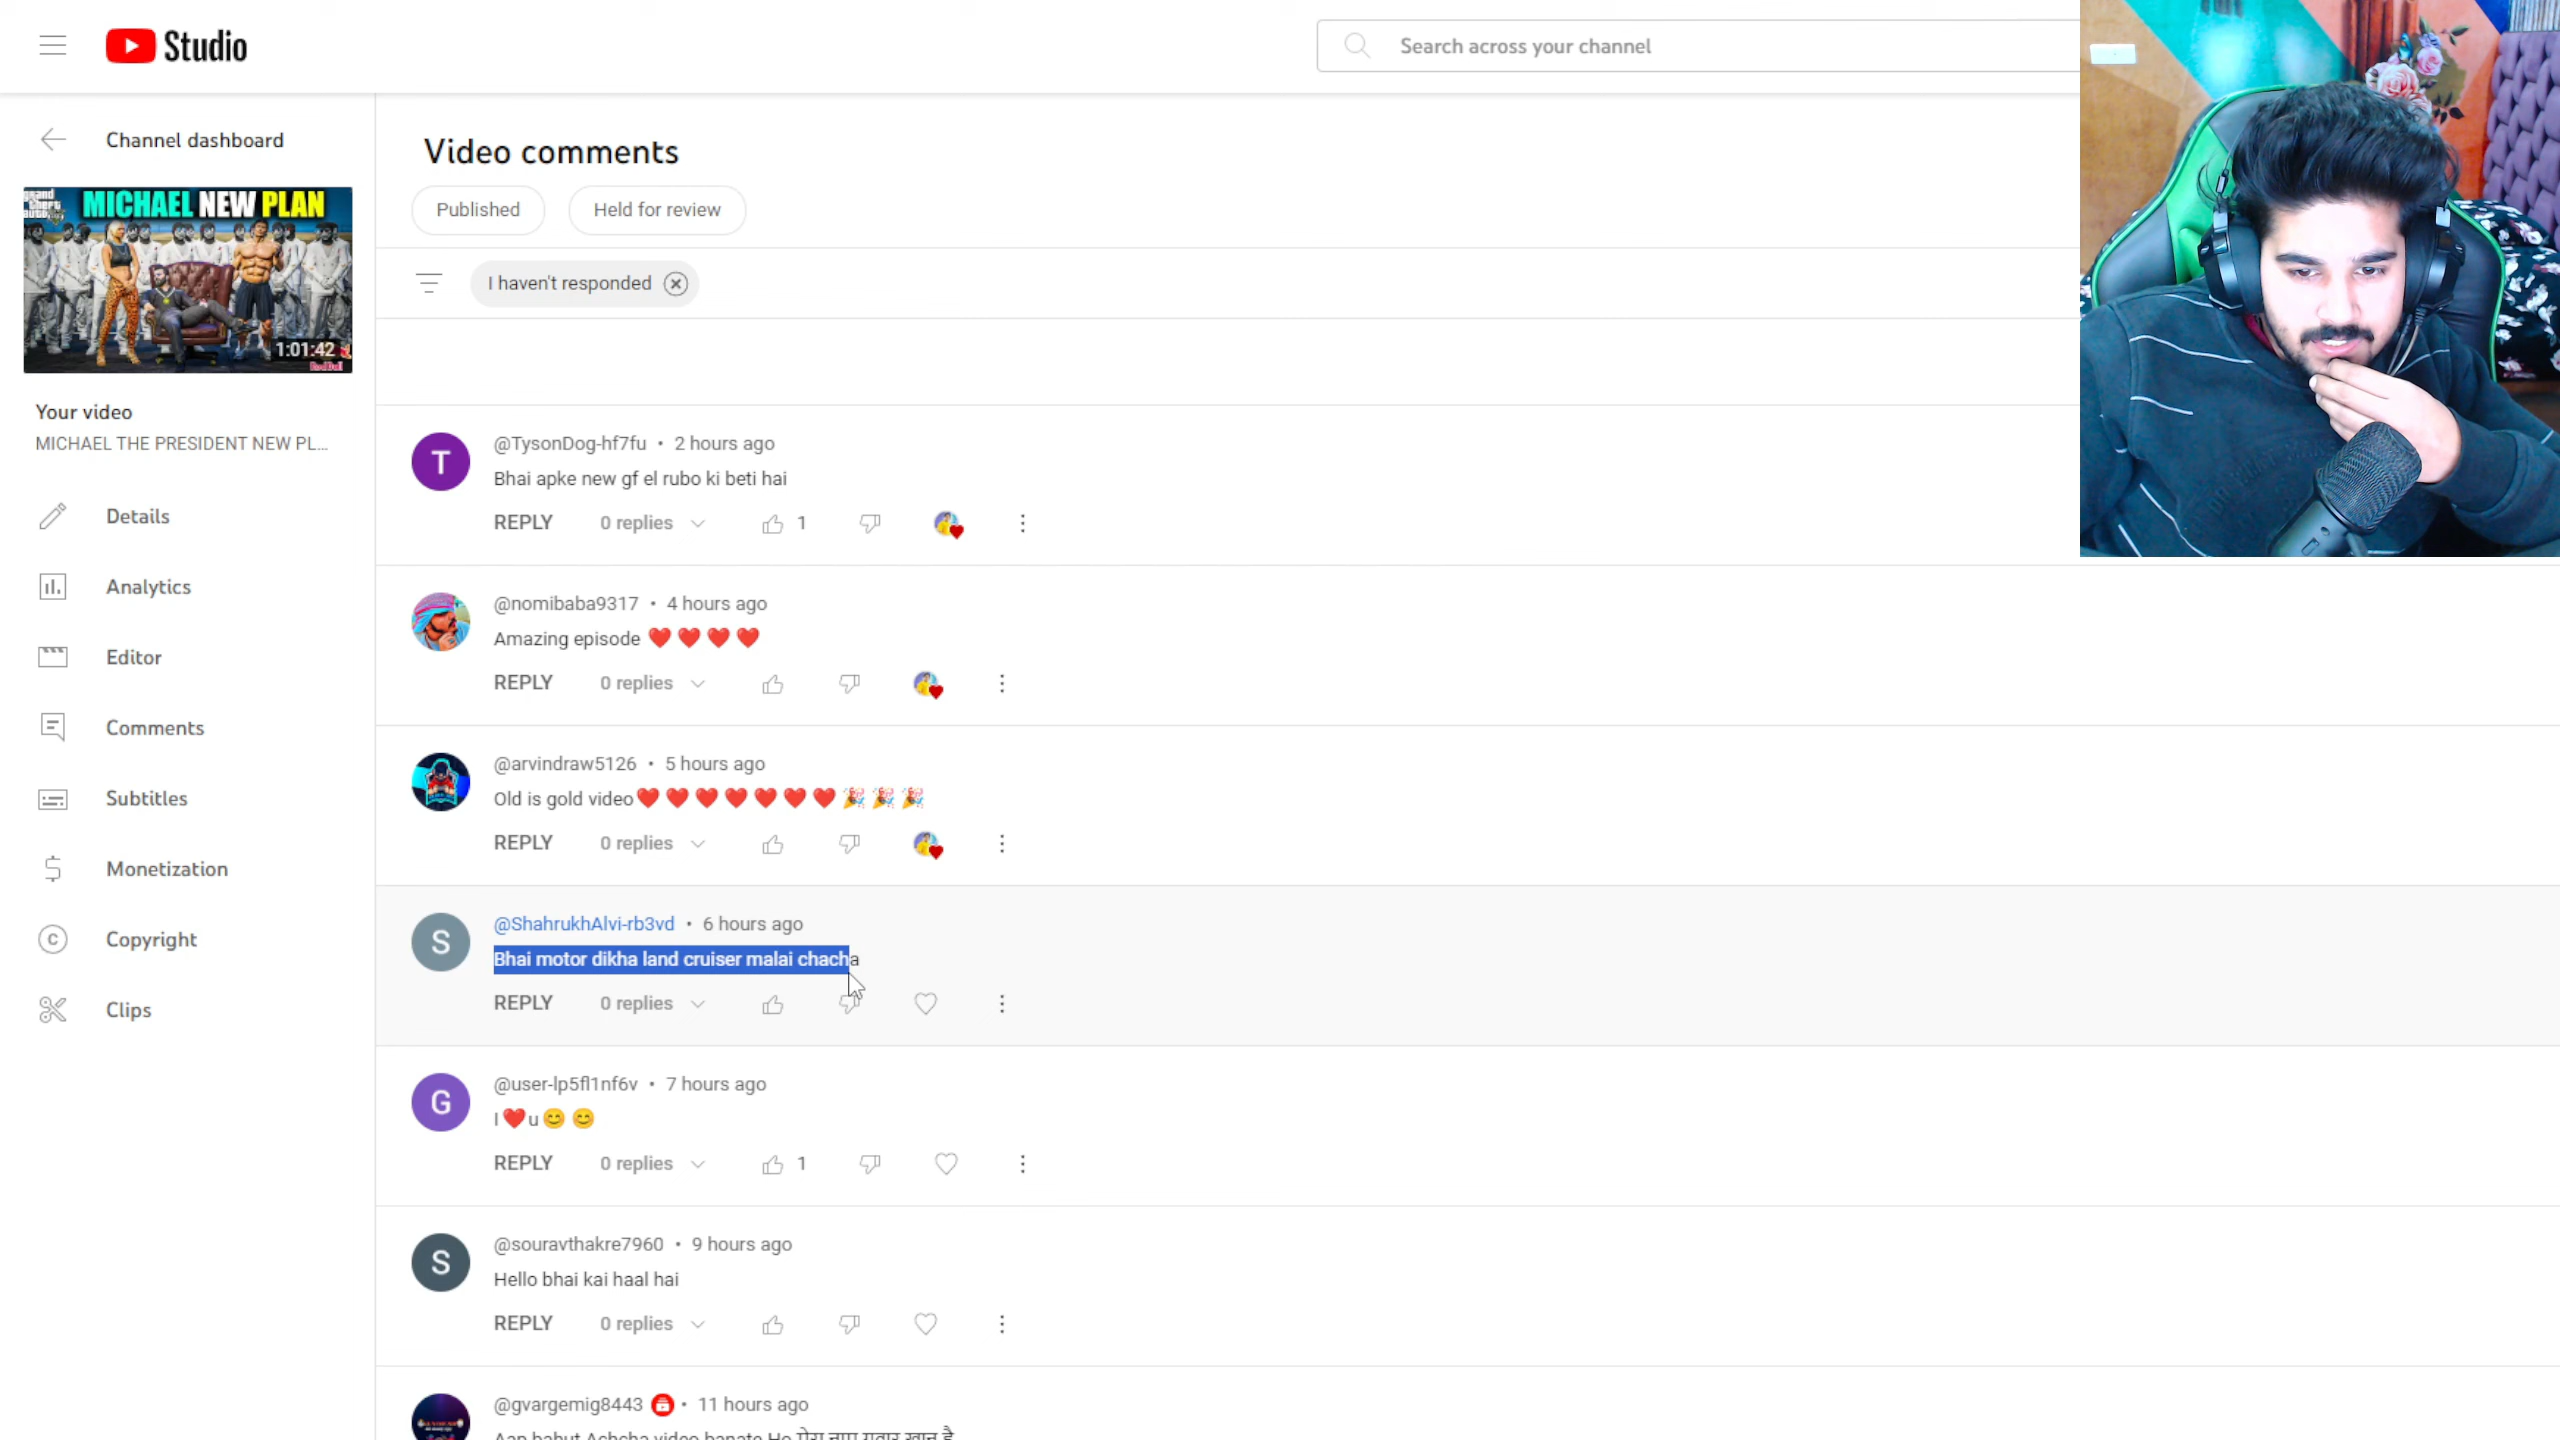 Studio
Search across your channel
Channel dashboard
MICHAEL NEW PLAN
1:01:42
Your video
MICHAEL THE PRESIDENT NEW PL...
Details
Analytics
Editor
Comments
Subtitles
Monetization
Copyright
Clips
Video comments
Published
Held for review
I haven't responded
T
@TysonDog-hf7fu • 2 hours ago
Bhai apke new gf el rubo ki beti hai
REPLY 0 replies 1
@nomibaba9317 • 4 hours ago
Amazing episode ❤️❤️❤️❤️
REPLY 0 replies
@arvindraw5126 • 5 hours ago
Old is gold video❤️❤️❤️❤️❤️❤️❤️🎉🎉🎉
REPLY 0 replies
S
@ShahrukhAlvi-rb3vd • 6 hours ago
Bhai motor dikha land cruiser malai chacha
REPLY 0 replies
G
@user-lp5fl1nf6v • 7 hours ago
I❤️u😊😊
REPLY 0 replies 1
S
@souravthakre7960 • 9 hours ago
Hello bhai kai haal hai
REPLY 0 replies
@gvargemig8443 • 11 hours ago
Aap bahut Achcha video banate Ho मेरा नाम